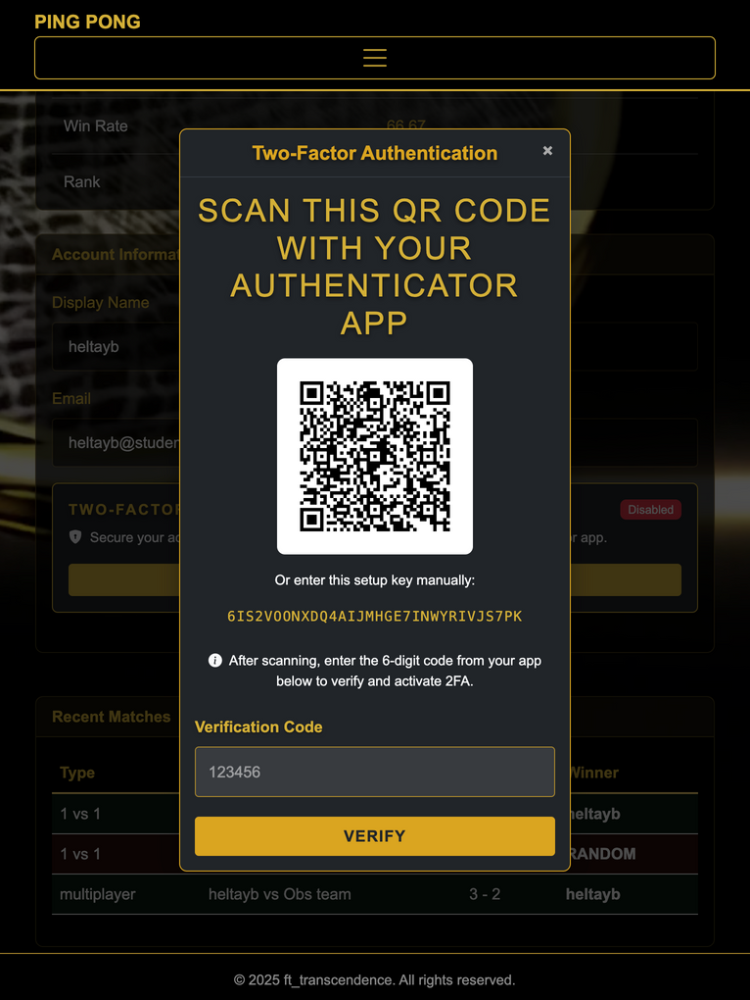 PING PONG
Win Rate 66.67
Rank
Two-Factor Authentication ×
SCAN THIS QR CODE
WITH YOUR
AUTHENTICATOR
APP
Account Informat
Display Name
heltayb
Email
heltayb@studen
TWO-FACTOR
Disabled
Secure your ac
r app.
Or enter this setup key manually:
6IS2VOONXDQ4AIJMHGE7INWYRIVJS7PK
After scanning, enter the 6-digit code from your app
below to verify and activate 2FA.
Verification Code
123456
VERIFY
Recent Matches
Type Winner
1 vs 1 heltayb
1 vs 1 RANDOM
multiplayer heltayb vs Obs team 3 - 2 heltayb
© 2025 ft_transcendence. All rights reserved.